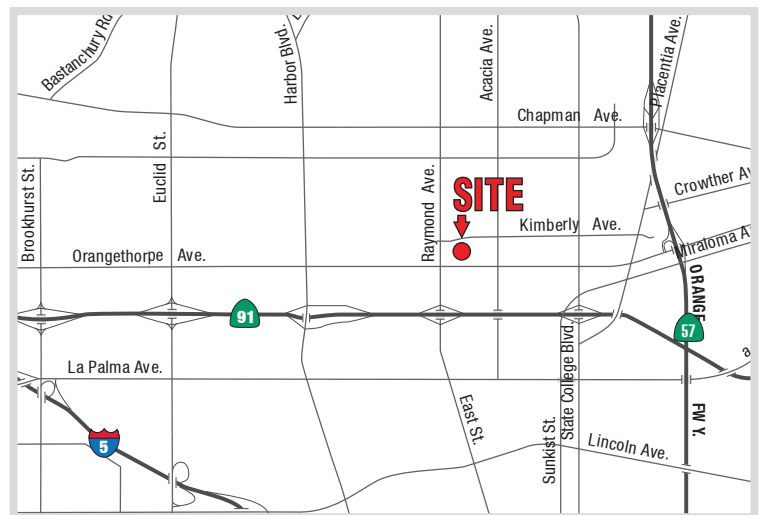 Bastanchury Rd
Harbor Blvd.
Acacia Ave.
Placentia Ave.
Chapman Ave.
Euclid St.
Brookhurst St.
Raymond Ave.
SITE
Crowther Av
Kimberly Ave.
Miraloma A
Orangethorpe Ave.
ORANGE
91
57
La Palma Ave.
State College Blvd.
FWY.
East St.
Sunkist St.
Lincoln Ave.
5